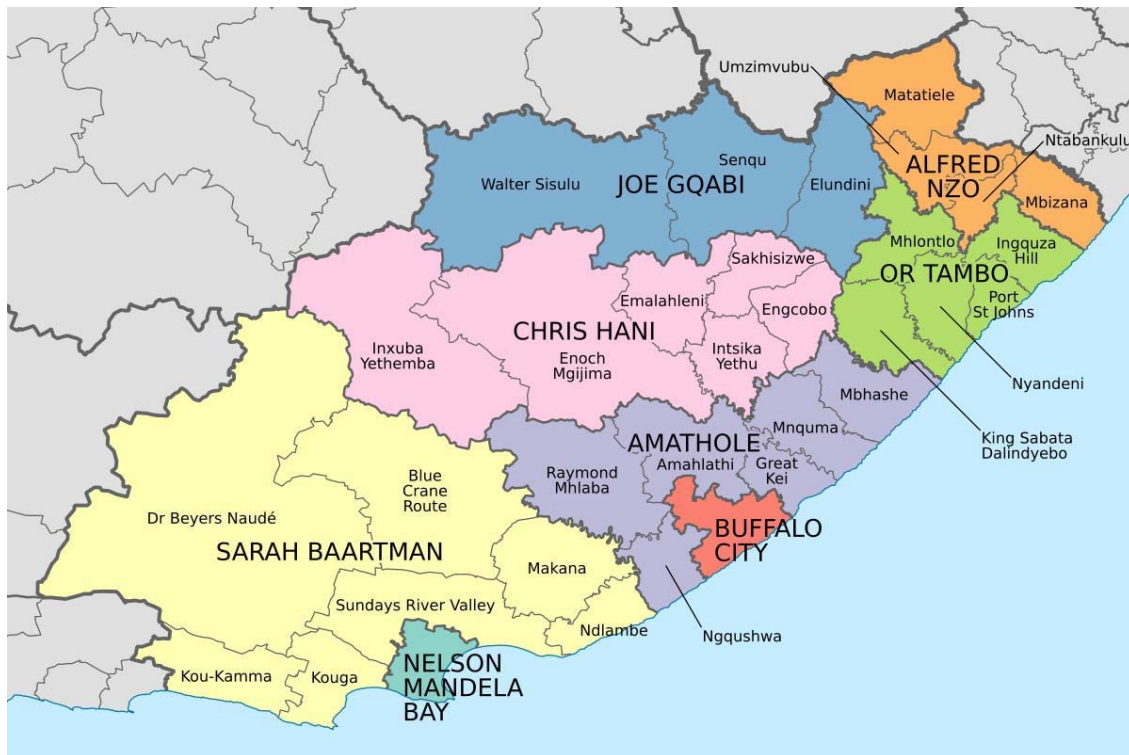 Umzimvubu
Matatiele
Ntabankulu
ALFRED
NZO
Mbizana
Walter Sisulu
JOE GQABI
Senqu
Elundini
Mhlontlo
Ingquza
Hill
OR TAMBO
Port
St Johns
Nyandeni
King Sabata
Dalindyebo
Sakhisizwe
Emalahleni
Engcobo
CHRIS HANI
Inxuba
Yethemba
Enoch
Mgijima
Intsika
Yethu
Mbhashe
Mnquma
AMATHOLE
Amahlathi
Great
Kei
Raymond
Mhlaba
BUFFALO
CITY
Ngqushwa
Blue
Crane
Route
Dr Beyers Naudé
SARAH BAARTMAN
Makana
Sundays River Valley
Ndlambe
Kou-Kamma
Kouga
NELSON
MANDELA
BAY